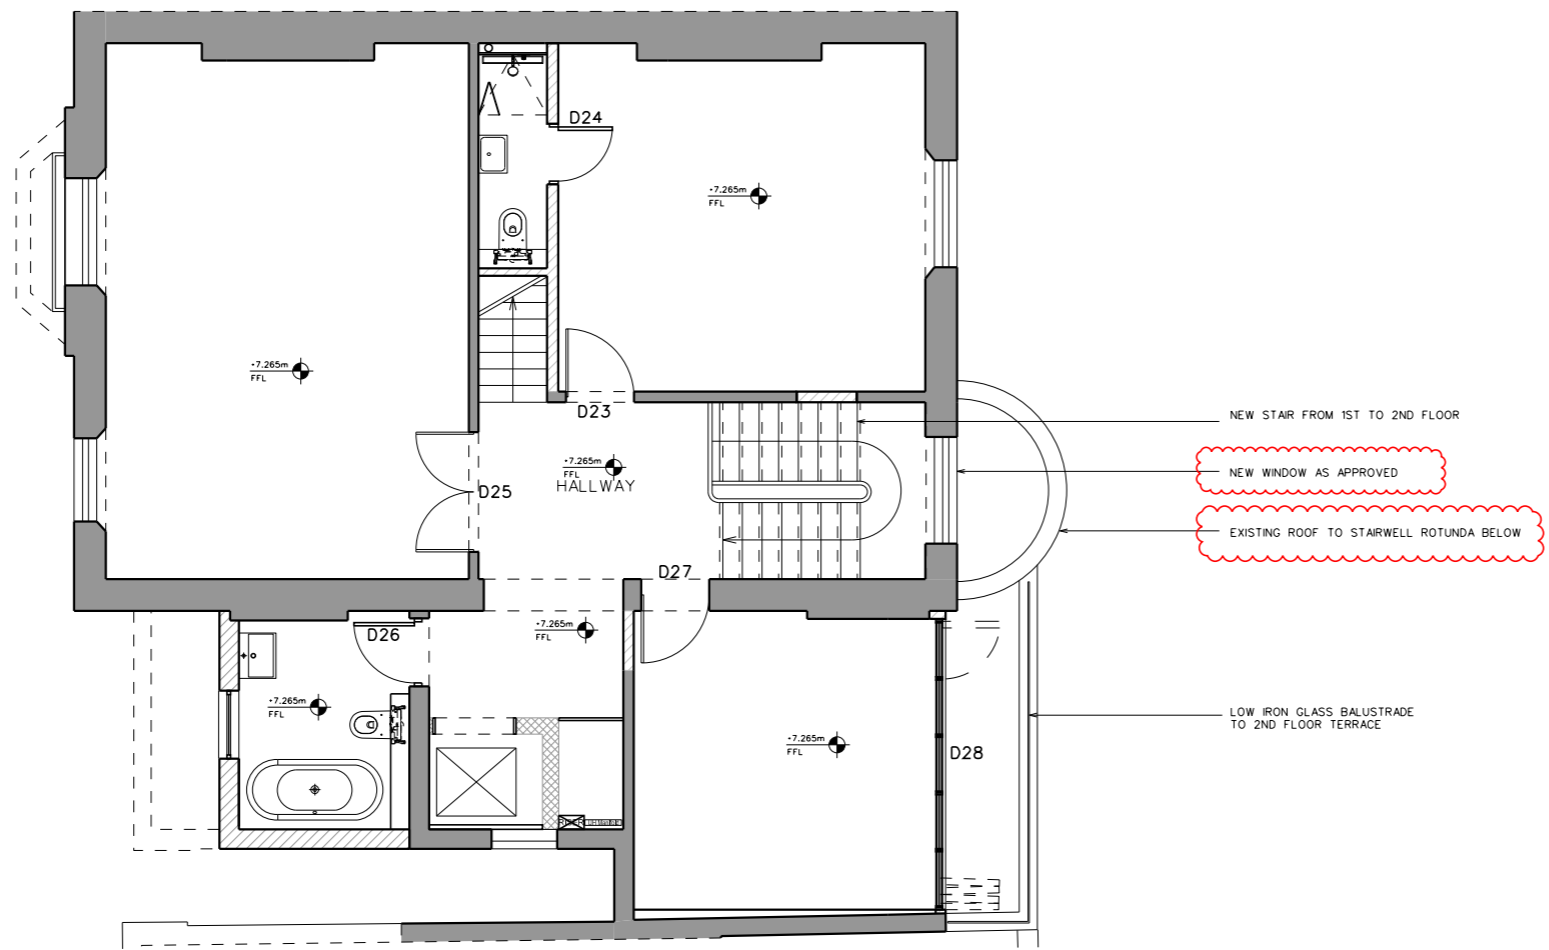 D24
+7.265m
FFL
+7.265m
FFL
D23
NEW STAIR FROM 1ST TO 2ND FLOOR
+7.265m
FFL
HALLWAY
NEW WINDOW AS APPROVED
D25
EXISTING ROOF TO STAIRWELL ROTUNDA BELOW
D27
D26
+7.265m
FFL
+7.265m
FFL
LOW IRON GLASS BALUSTRADE
TO 2ND FLOOR TERRACE
+7.265m
FFL
D28